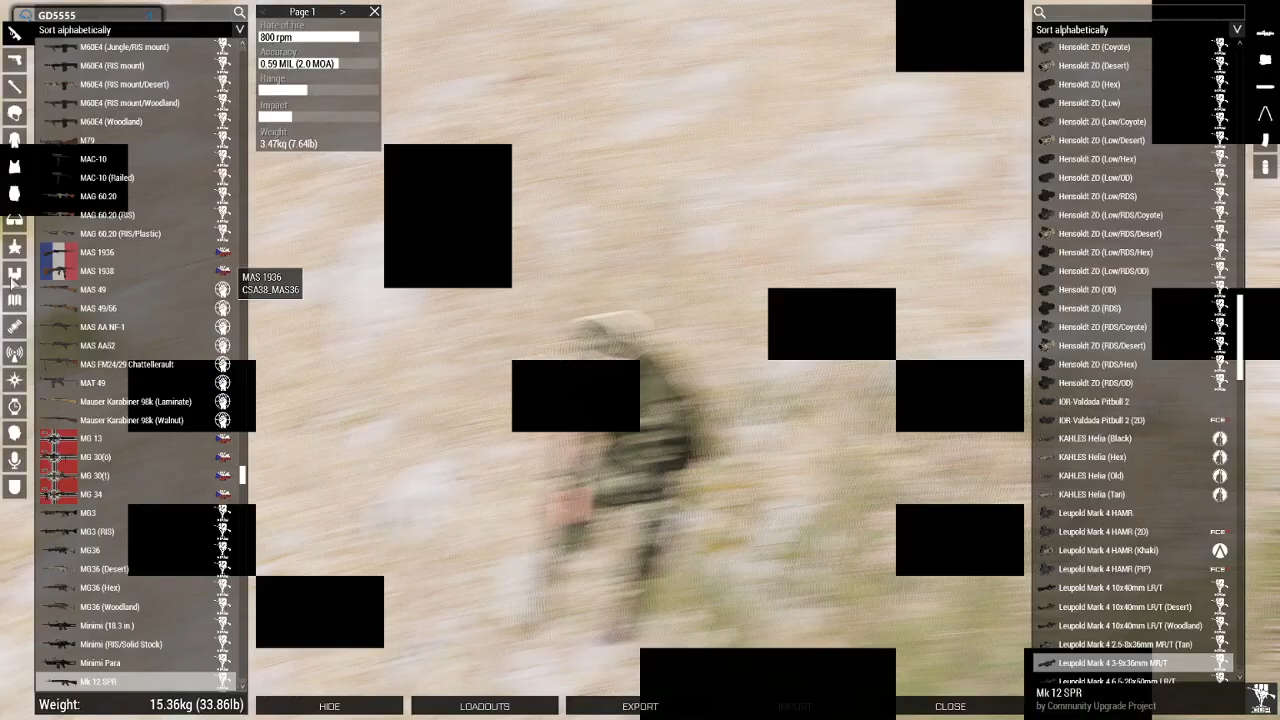 GD5555
Sort alphabetically
M60E4 (Jungle/RIS mount)
M60E4 (RIS mount)
M60E4 (RIS mount/Desert)
M60E4 (RIS mount/Woodland)
M60E4 (Woodland)
M79
MAC-10
MAC-10 (Railed)
MAG 60.20
MAG 60.20 (RIS)
MAG 60.20 (RIS/Plastic)
MAS 1936
MAS 1938
MAS 49
MAS 49/56
MAS AA NF-1
MAS AA52
MAS FM24/29 Chattellerault
MAT 49
Mauser Karabiner 98k (Laminate)
Mauser Karabiner 98k (Walnut)
MG 13
MG 30(o)
MG 30(t)
MG 34
MG3
MG3 (RIS)
MG36
MG36 (Desert)
MG36 (Hex)
MG36 (Woodland)
Minimi (18.3 in.)
Minimi (RIS/Solid Stock)
Minimi Para
Mk 12 SPR
Weight: 15.36kg (33.86lb)
< Page 1 >
Rate of fire
800 rpm
Accuracy
0.59 MIL (2.0 MOA)
Range
Impact
Weight
3.47kg (7.64lb)
MAS 1936
CSA38_MAS36
HIDE
LOADOUTS
EXPORT
IMPORT
CLOSE
Sort alphabetically
Hensoldt ZO (Coyote)
Hensoldt ZO (Desert)
Hensoldt ZO (Hex)
Hensoldt ZO (Low)
Hensoldt ZO (Low/Coyote)
Hensoldt ZO (Low/Desert)
Hensoldt ZO (Low/Hex)
Hensoldt ZO (Low/OD)
Hensoldt ZO (Low/RDS)
Hensoldt ZO (Low/RDS/Coyote)
Hensoldt ZO (Low/RDS/Desert)
Hensoldt ZO (Low/RDS/Hex)
Hensoldt ZO (Low/RDS/OD)
Hensoldt ZO (OD)
Hensoldt ZO (RDS)
Hensoldt ZO (RDS/Coyote)
Hensoldt ZO (RDS/Desert)
Hensoldt ZO (RDS/Hex)
Hensoldt ZO (RDS/OD)
IOR-Valdada Pitbull 2
IOR-Valdada Pitbull 2 (2D) ACE
KAHLES Helia (Black)
KAHLES Helia (Hex)
KAHLES Helia (Old)
KAHLES Helia (Tan)
Leupold Mark 4 HAMR
Leupold Mark 4 HAMR (2D) ACE
Leupold Mark 4 HAMR (Khaki)
Leupold Mark 4 HAMR (PIP) ACE
Leupold Mark 4 10x40mm LR/T
Leupold Mark 4 10x40mm LR/T (Desert)
Leupold Mark 4 10x40mm LR/T (Woodland)
Leupold Mark 4 2.5-8x36mm MR/T (Tan)
Leupold Mark 4 3-9x36mm MR/T
Leupold Mark 4 6.5-20x50mm LR/T
Mk 12 SPR
by Community Upgrade Project